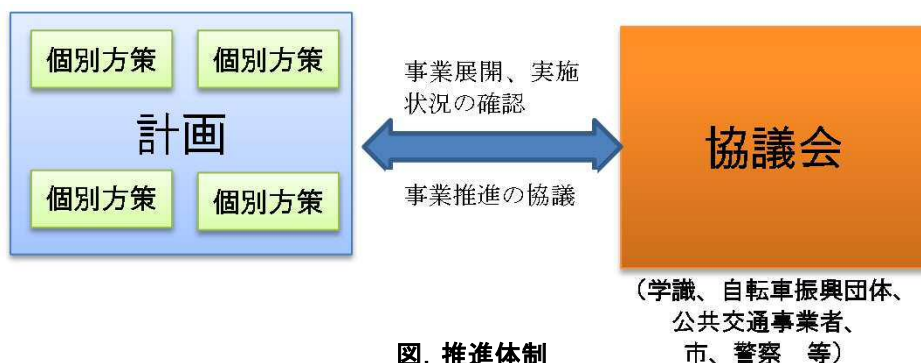 個別方策
個別方策
計画
個別方策
個別方策
事業展開、実施
状況の確認
事業推進の協議
協議会
（学識、自転車振興団体、
公共交通事業者、
市、警察　等）
図. 推進体制